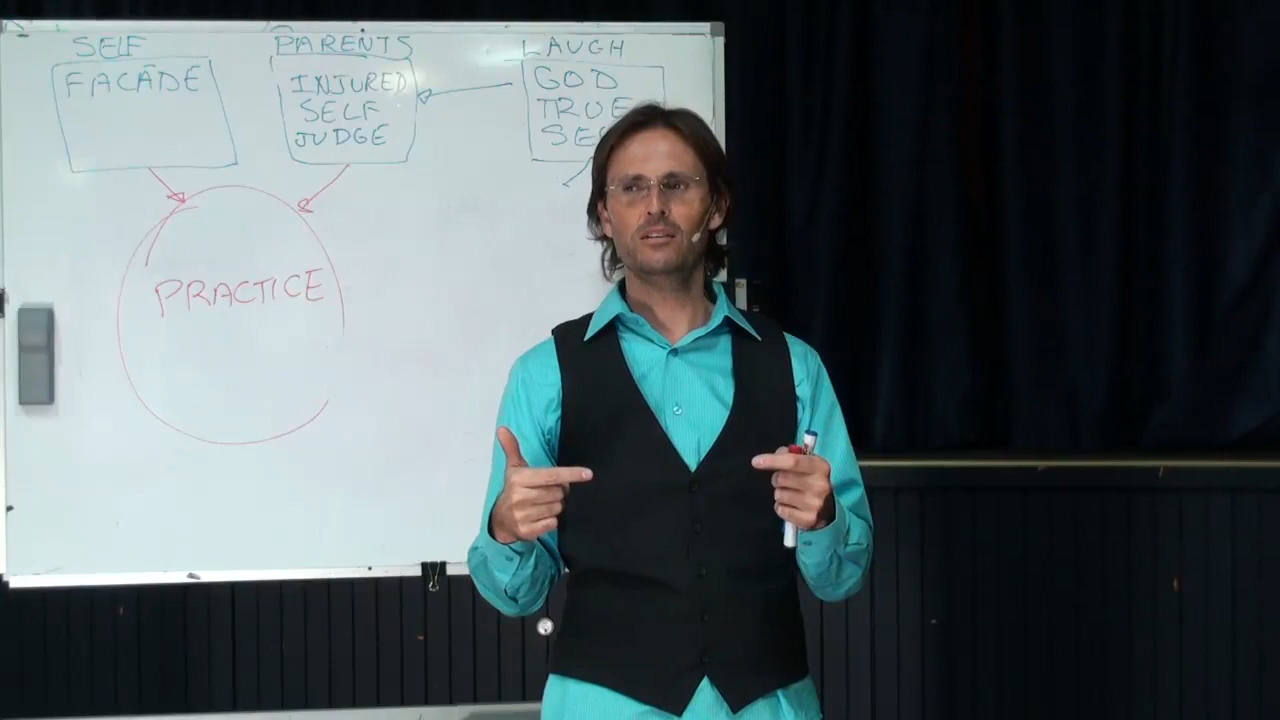 SELF
FACADE
PARENTS
INJURED
SELF
JUDGE
LAUGH
GOD
TRUE
PRACTICE